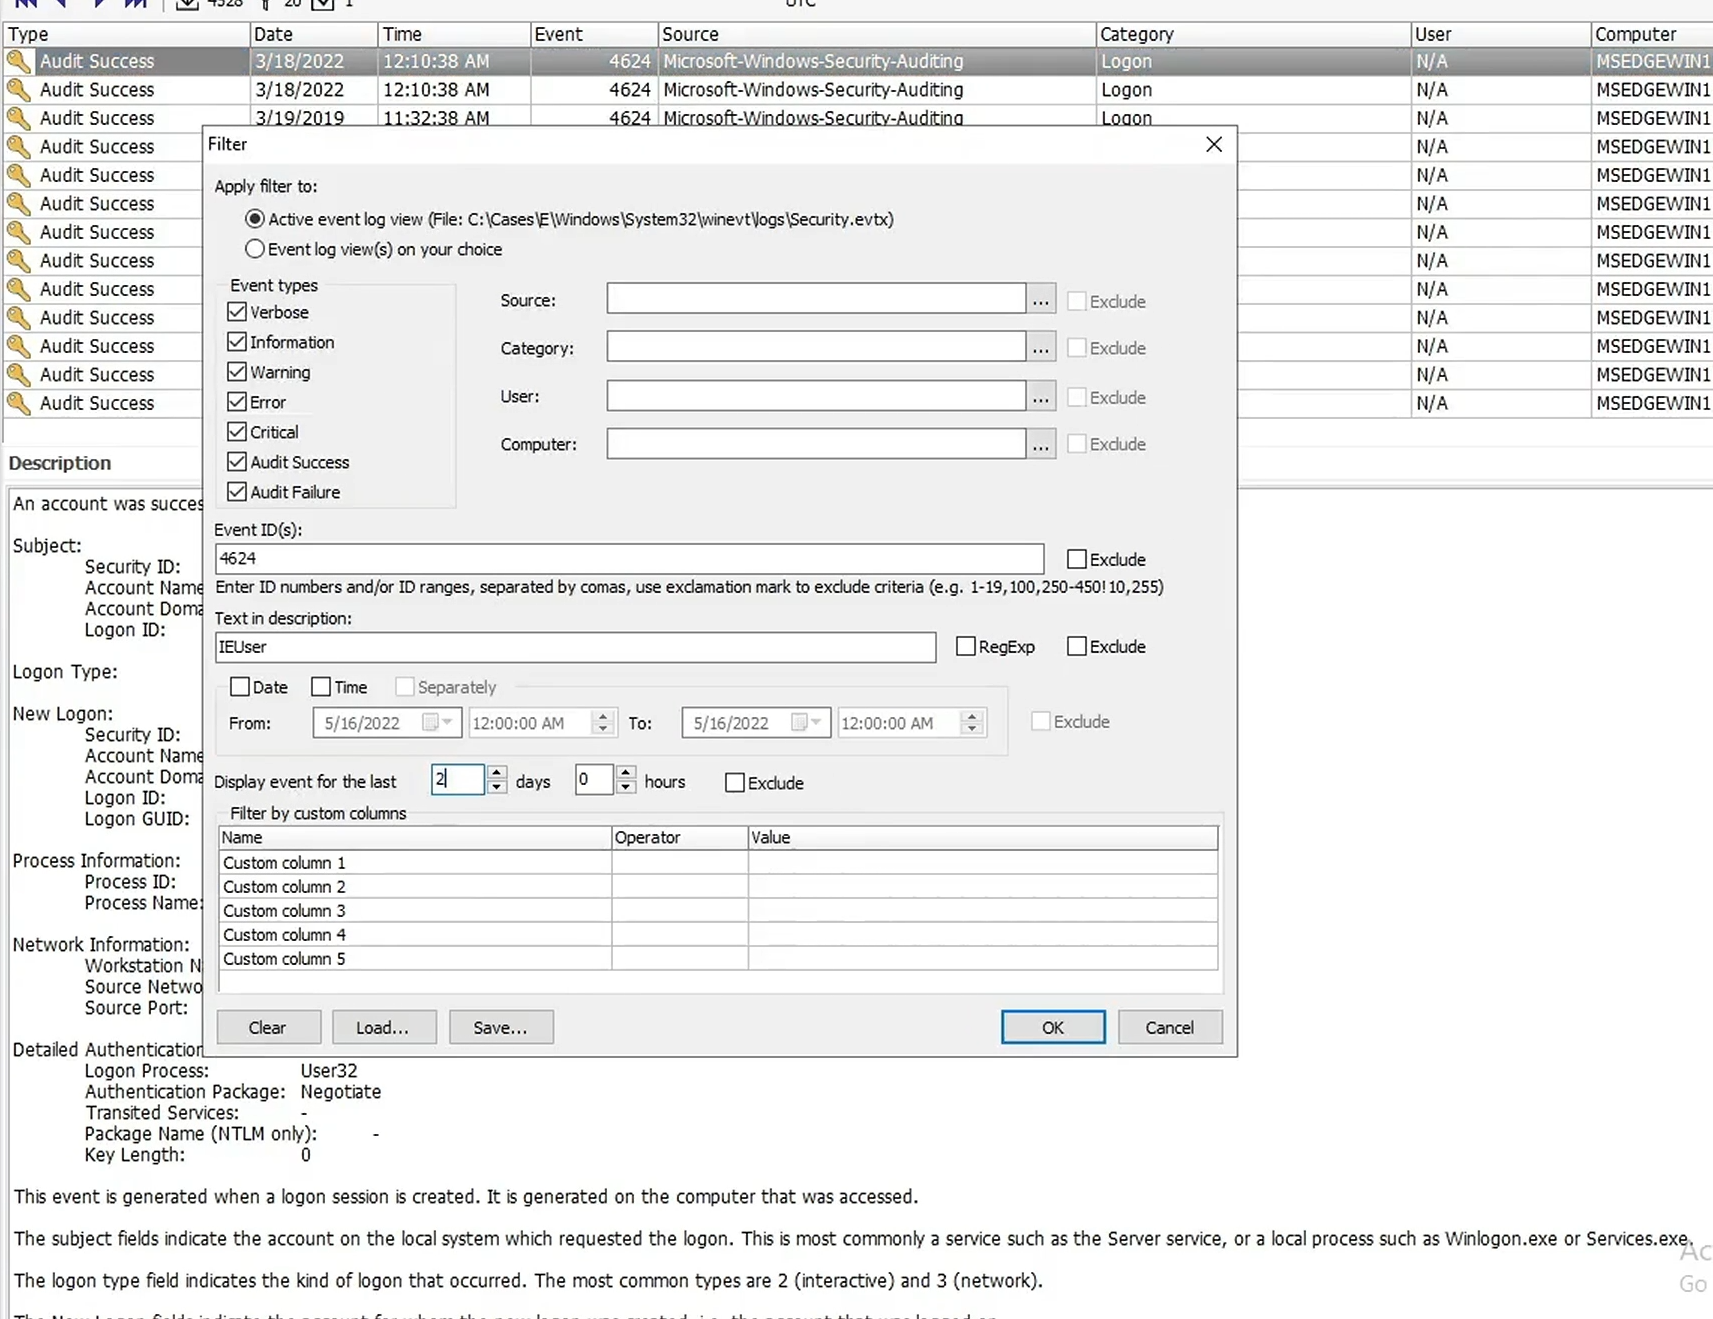 Type Date Time Event Source Category User Computer
Audit Success 3/18/2022 12:10:38 AM 4624 Microsoft-Windows-Security-Auditing Logon N/A MSEDGEWIN1
Audit Success 3/18/2022 12:10:38 AM 4624 Microsoft-Windows-Security-Auditing Logon N/A MSEDGEWIN1
Audit Success 3/19/2019 11:32:38 AM 4624 Microsoft-Windows-Security-Auditing Logon N/A MSEDGEWIN1
Audit Success N/A MSEDGEWIN1
Audit Success N/A MSEDGEWIN1
Audit Success N/A MSEDGEWIN1
Audit Success N/A MSEDGEWIN1
Audit Success N/A MSEDGEWIN1
Audit Success N/A MSEDGEWIN1
Audit Success N/A MSEDGEWIN1
Audit Success N/A MSEDGEWIN1
Audit Success N/A MSEDGEWIN1
Audit Success N/A MSEDGEWIN1
Filter
Apply filter to:
Active event log view (File: C:\Cases\E\Windows\System32\winevt\logs\Security.evtx)
Event log view(s) on your choice
Event types
Verbose
Information
Warning
Error
Critical
Audit Success
Audit Failure
Source: ... Exclude
Category: ... Exclude
User: ... Exclude
Computer: ... Exclude
Event ID(s):
4624 Exclude
Enter ID numbers and/or ID ranges, separated by comas, use exclamation mark to exclude criteria (e.g. 1-19,100,250-450!10,255)
Text in description:
IEUser RegExp Exclude
Date Time Separately
From: 5/16/2022 12:00:00 AM To: 5/16/2022 12:00:00 AM Exclude
Display event for the last 2 days 0 hours Exclude
Filter by custom columns
Name Operator Value
Custom column 1
Custom column 2
Custom column 3
Custom column 4
Custom column 5
Clear Load... Save... OK Cancel
Description
An account was succes
Subject:
Security ID:
Account Name
Account Doma
Logon ID:
Logon Type:
New Logon:
Security ID:
Account Name
Account Doma
Logon ID:
Logon GUID:
Process Information:
Process ID:
Process Name:
Network Information:
Workstation N
Source Netwo
Source Port:
Detailed Authentication
Logon Process: User32
Authentication Package: Negotiate
Transited Services: -
Package Name (NTLM only): -
Key Length: 0
This event is generated when a logon session is created. It is generated on the computer that was accessed.
The subject fields indicate the account on the local system which requested the logon. This is most commonly a service such as the Server service, or a local process such as Winlogon.exe or Services.exe.
The logon type field indicates the kind of logon that occurred. The most common types are 2 (interactive) and 3 (network).
Ac
Go